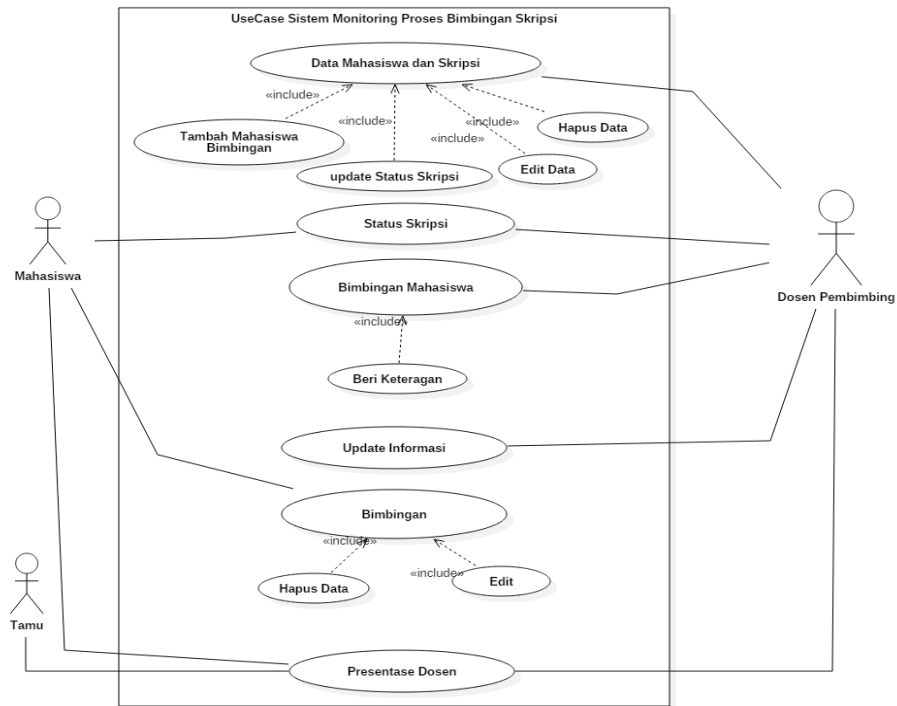 UseCase Sistem Monitoring Proses Bimbingan Skripsi
Data Mahasiswa dan Skripsi
«include»
«include»
«include»
«include»
Tambah Mahasiswa
Bimbingan
Hapus Data
update Status Skripsi
Edit Data
Status Skripsi
Mahasiswa
Bimbingan Mahasiswa
Dosen Pembimbing
«include»
Beri Keteragan
Update Informasi
Bimbingan
«include»
«include»
Hapus Data
Edit
Tamu
Presentase Dosen